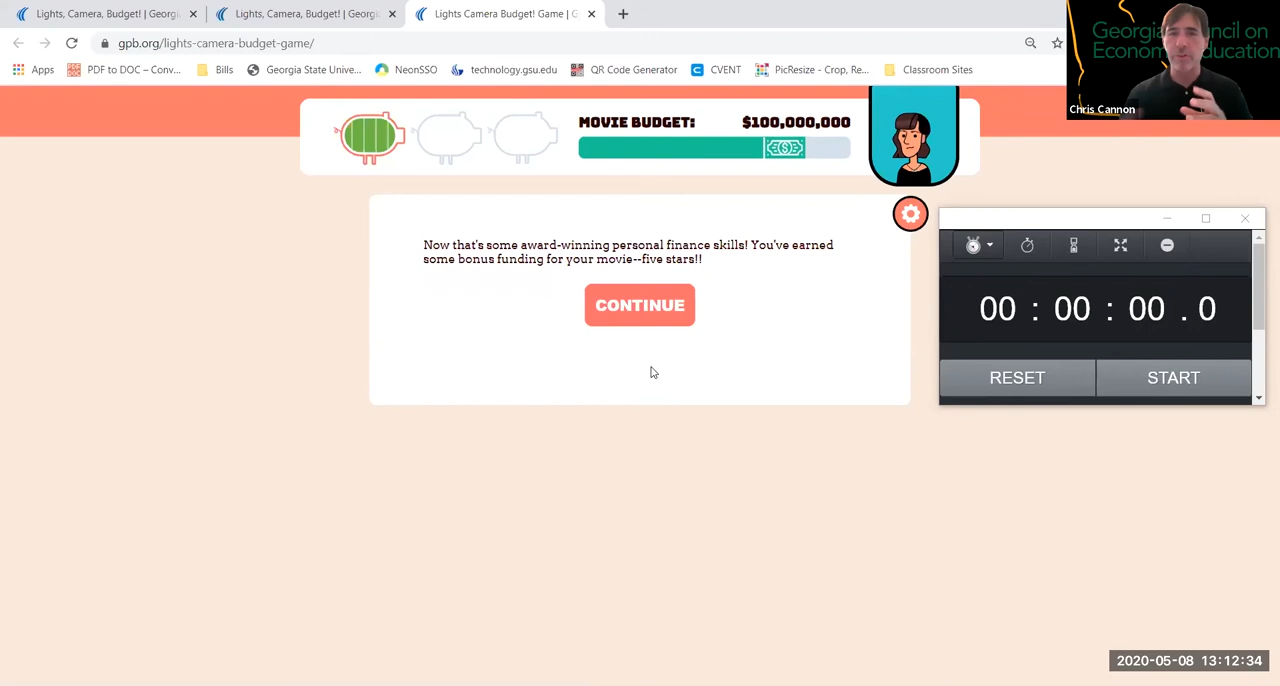 Lights, Camera, Budget! | Georgi
Lights, Camera, Budget! | Georgi
Lights Camera Budget! Game | G
gpb.org/lights-camera-budget-game/
Apps
PDF to DOC – Conv...
Bills
Georgia State Unive...
NeonSSO
technology.gsu.edu
QR Code Generator
CVENT
PicResize - Crop, Re...
Classroom Sites
Georgia Council on
Economic Education
Chris Cannon
MOVIE BUDGET:
$100,000,000
Now that's some award-winning personal finance skills! You've earned
some bonus funding for your movie--five stars!!
CONTINUE
00 : 00 : 00 . 0
RESET
START
2020-05-08 13:12:34